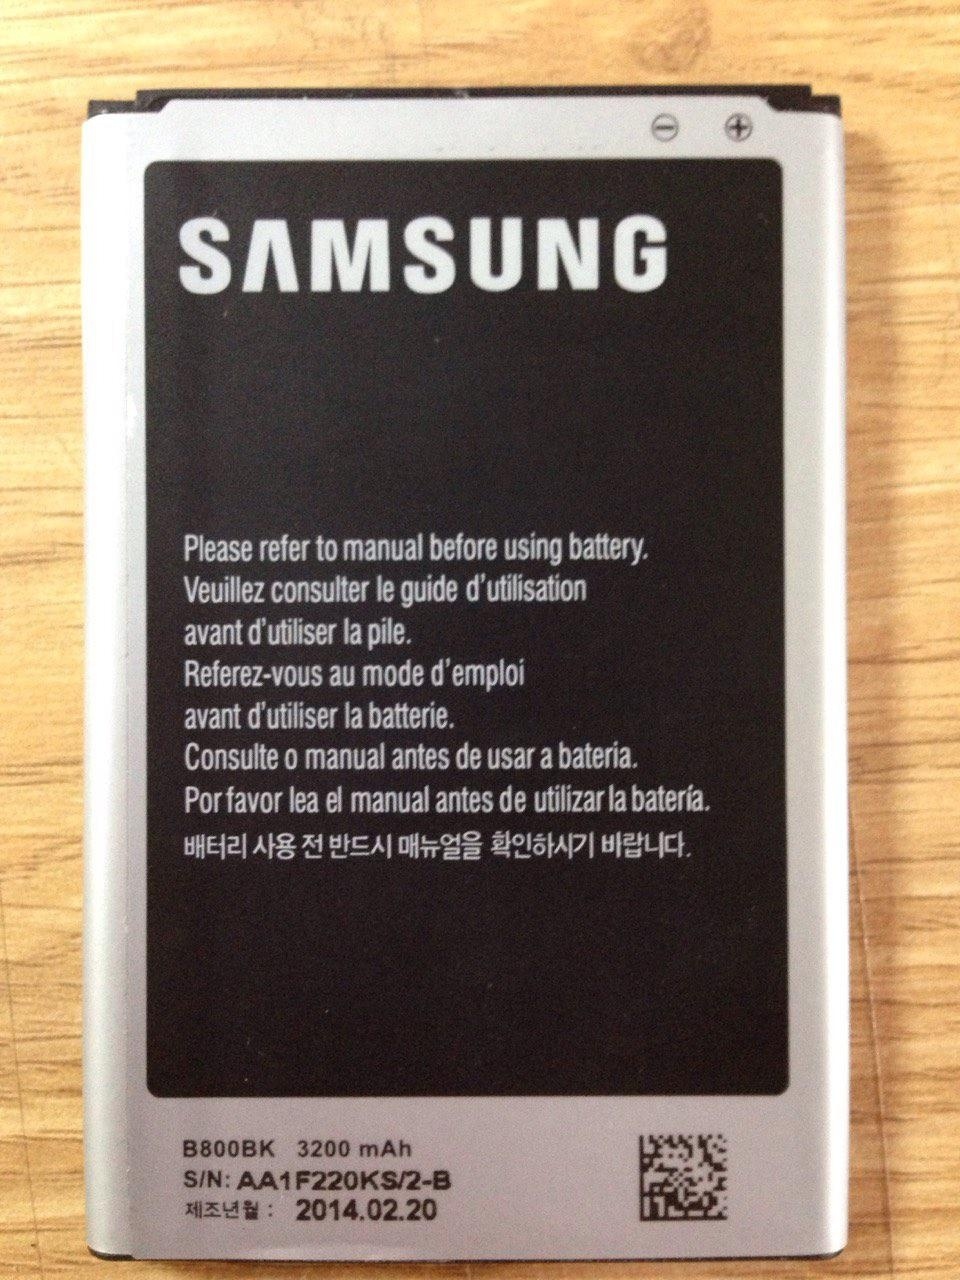 SAMSUNG
Please refer to manual before using battery.
Veuillez consulter le guide d'utilisation
avant d'utiliser la pile.
Referez-vous au mode d'emploi
avant d'utiliser la batterie.
Consulte o manual antes de usar a bateria.
Por favor lea el manual antes de utilizar la batería.
배터리 사용 전 반드시 매뉴얼을 확인하시기 바랍니다.
B800BK 3200 mAh
S/N: AA1F220KS/2-B
제조년월 : 2014.02.20